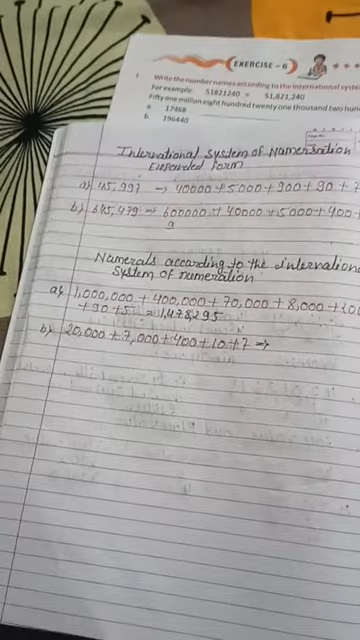 EXERCISE - 6
1. Write the number names according to the international syste
For example: 51821240 = 51,821,240
Fifty one million eight hundred twenty one thousand two hun
a. 17468
b. 196440
International System of Numeration
Expanded form
a) 45,997 → 40000 + 5000 + 900 + 90 + 7
b) 645,479 → 600000 + 40000 + 5000 + 400 +
9
Numerals according to the internation
System of numeration
a) 1,000,000 + 400,000 + 70,000 + 8,000 + 200
+ 90 + 5 = 1,478,295
b) 20,000 + 7,000 + 400 + 10 + 7 ⇒